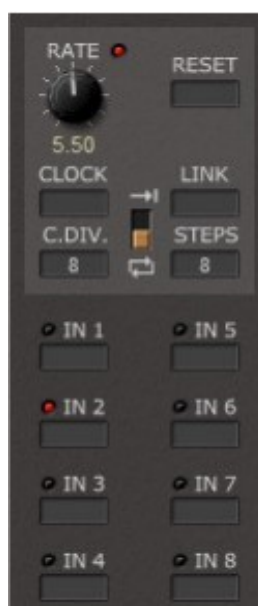 RATE
RESET
5.50
CLOCK LINK
C.DIV. STEPS
8 8
IN 1 IN 5
IN 2 IN 6
IN 3 IN 7
IN 4 IN 8